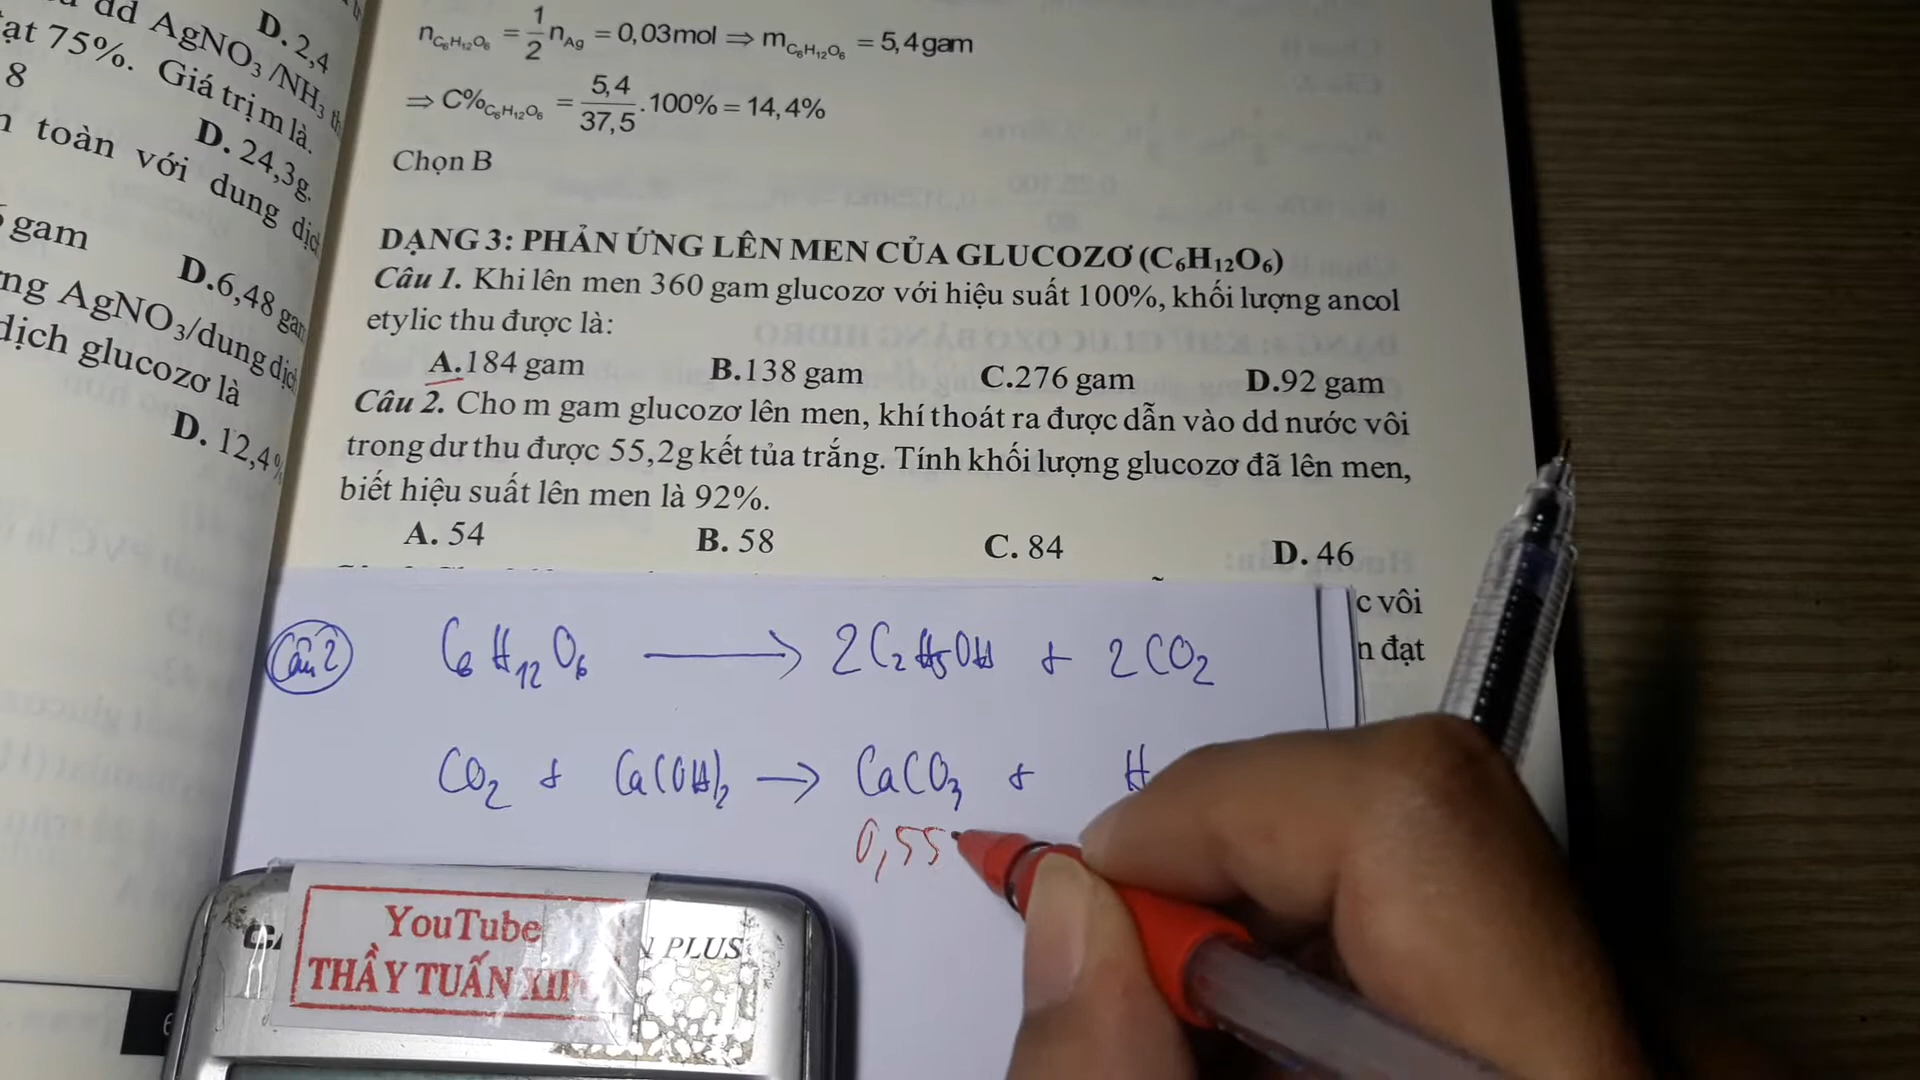 D. 2,4
dd AgNO₃/NH₃ th
ạt 75%. Giá trị m là.
8
D. 24,3g.
toàn với dung dịch
gam
D.6,48 gam
ng AgNO₃/dung dịch
dịch glucozơ là
D. 12,4%
n_C₆H₁₂O₆ = 1/2 n_Ag = 0,03mol ⇒ m_C₆H₁₂O₆ = 5,4gam
⇒ C%_C₆H₁₂O₆ = 5,4/37,5 .100% = 14,4%
Chọn B
DẠNG 3: PHẢN ỨNG LÊN MEN CỦA GLUCOZƠ (C₆H₁₂O₆)
Câu 1. Khi lên men 360 gam glucozơ với hiệu suất 100%, khối lượng ancol
etylic thu được là:
A.184 gam B.138 gam C.276 gam D.92 gam
Câu 2. Cho m gam glucozơ lên men, khí thoát ra được dẫn vào dd nước vôi
trong dư thu được 55,2g kết tủa trắng. Tính khối lượng glucozơ đã lên men,
biết hiệu suất lên men là 92%.
A. 54 B. 58 C. 84 D. 46
c vôi
n đạt
Câu 2 C₆H₁₂O₆ → 2C₂H₅OH + 2CO₂
CO₂ + Ca(OH)₂ → CaCO₃ + H
0,55
YouTube
THẦY TUẤN XIPO
PLUS